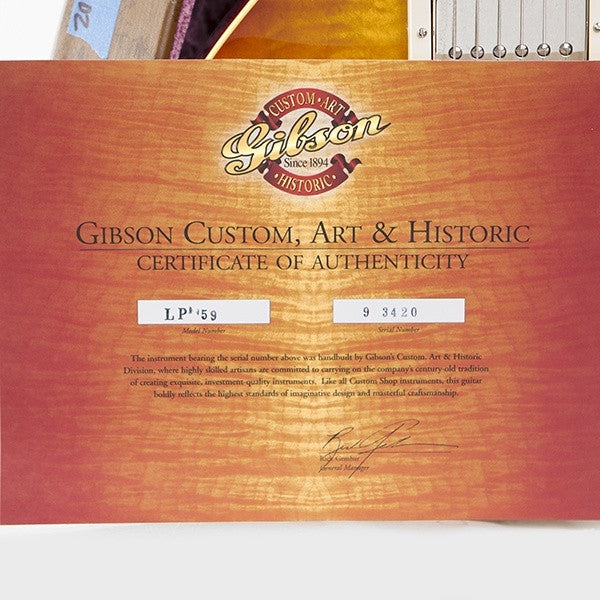 20
CUSTOM • ART
Gibson
Since 1894
• HISTORIC •
GIBSON CUSTOM, ART & HISTORIC
CERTIFICATE OF AUTHENTICITY
LP '59
9 3420
Model Number
Serial Number
The instrument bearing the serial number above was handbuilt by Gibson's Custom, Art & Historic
Division, where highly skilled artisans are committed to carrying on the company's century-old tradition
of creating exquisite, investment-quality instruments. Like all Custom Shop instruments, this guitar
boldly reflects the highest standards of imaginative design and masterful craftsmanship.
Rick Gembar
General Manager